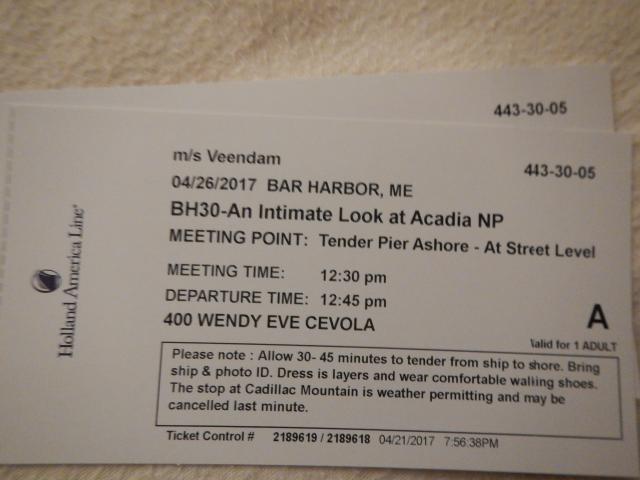 443-30-05
443-30-05
m/s Veendam
04/26/2017 BAR HARBOR, ME
BH30-An Intimate Look at Acadia NP
MEETING POINT: Tender Pier Ashore - At Street Level
MEETING TIME: 12:30 pm
DEPARTURE TIME: 12:45 pm
400 WENDY EVE CEVOLA
A
Valid for 1 ADULT
Please note : Allow 30- 45 minutes to tender from ship to shore. Bring
ship & photo ID. Dress is layers and wear comfortable walking shoes.
The stop at Cadillac Mountain is weather permitting and may be
cancelled last minute.
Ticket Control # 2189619 / 2189618 04/21/2017 7:56:38PM
Holland America Line